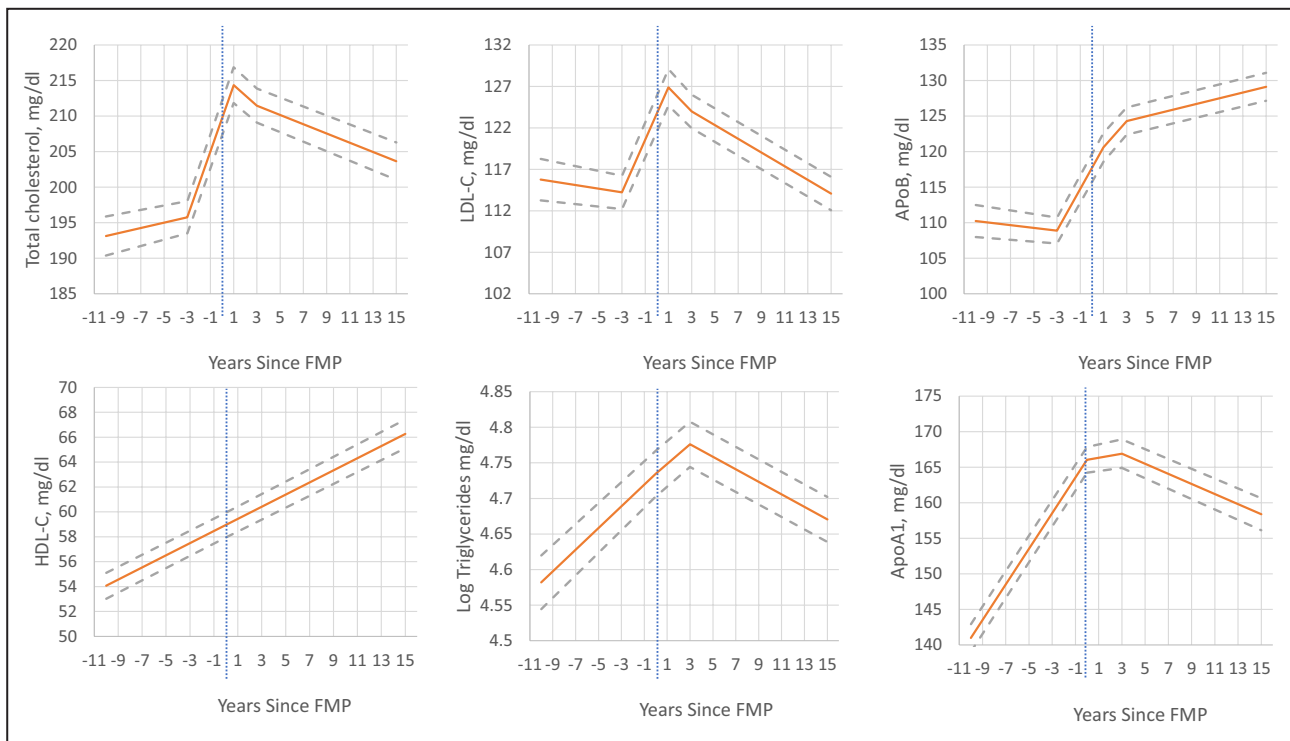 Total cholesterol, mg/dl
220
215
210
205
200
195
190
185
-11 -9 -7 -5 -3 -1 1 3 5 7 9 11 13 15
Years Since FMP
LDL-C, mg/dl
132
127
122
117
112
107
102
-11 -9 -7 -5 -3 -1 1 3 5 7 9 11 13 15
Years Since FMP
APoB, mg/dl
135
130
125
120
115
110
105
100
-11 -9 -7 -5 -3 -1 1 3 5 7 9 11 13 15
Years Since FMP
HDL-C, mg/dl
70
68
66
64
62
60
58
56
54
52
50
-11 -9 -7 -5 -3 -1 1 3 5 7 9 11 13 15
Years Since FMP
Log Triglycerides mg/dl
4.85
4.8
4.75
4.7
4.65
4.6
4.55
4.5
-11 -9 -7 -5 -3 -1 1 3 5 7 9 11 13 15
Years Since FMP
ApoA1, mg/dl
175
170
165
160
155
150
145
140
-11 -9 -7 -5 -3 -1 1 3 5 7 9 11 13 15
Years Since FMP